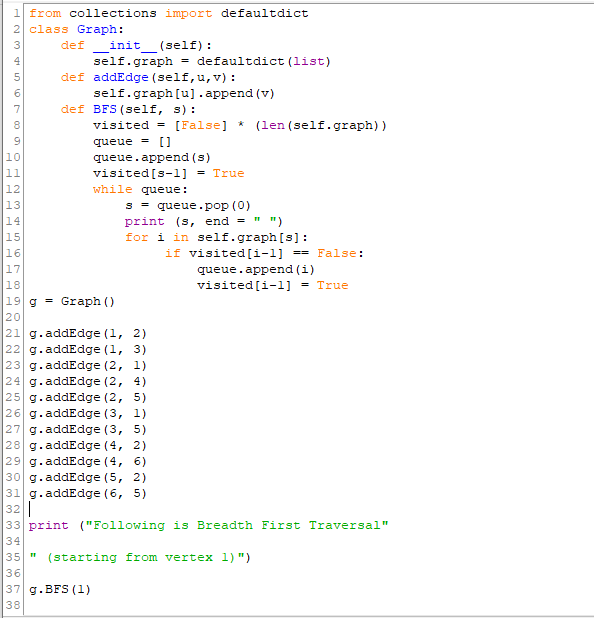 1 from collections import defaultdict
2 class Graph:
3     def __init__(self):
4         self.graph = defaultdict(list)
5     def addEdge(self,u,v):
6         self.graph[u].append(v)
7     def BFS(self, s):
8         visited = [False] * (len(self.graph))
9         queue = []
10         queue.append(s)
11         visited[s-1] = True
12         while queue:
13             s = queue.pop(0)
14             print (s, end = " ")
15             for i in self.graph[s]:
16                  if visited[i-1] == False:
17                      queue.append(i)
18                      visited[i-1] = True
19 g = Graph()
20
21 g.addEdge(1, 2)
22 g.addEdge(1, 3)
23 g.addEdge(2, 1)
24 g.addEdge(2, 4)
25 g.addEdge(2, 5)
26 g.addEdge(3, 1)
27 g.addEdge(3, 5)
28 g.addEdge(4, 2)
29 g.addEdge(4, 6)
30 g.addEdge(5, 2)
31 g.addEdge(6, 5)
32
33 print ("Following is Breadth First Traversal"
34
35 " (starting from vertex 1)")
36
37 g.BFS(1)
38